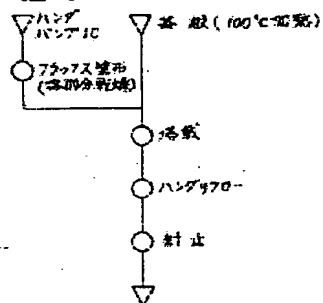 ハンダ
バンプIC
基板(100℃加熱)
フラックス塗布
搭載
ハンダリフロー
封止